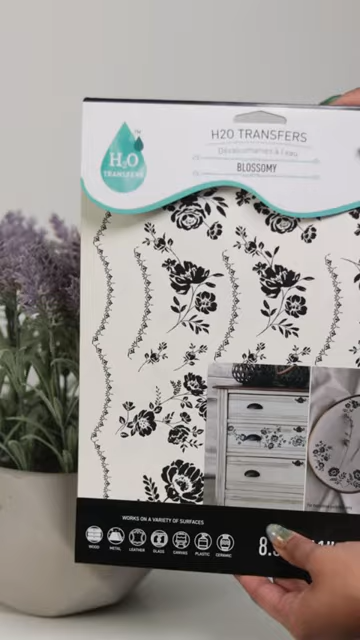 H2O TRANSFERS
Décalcomanies à l'eau
BLOSSOMY
TM
H2O
TRANSFERS
WORKS ON A VARIETY OF SURFACES
WOOD METAL LEATHER GLASS CANVAS PLASTIC CERAMIC